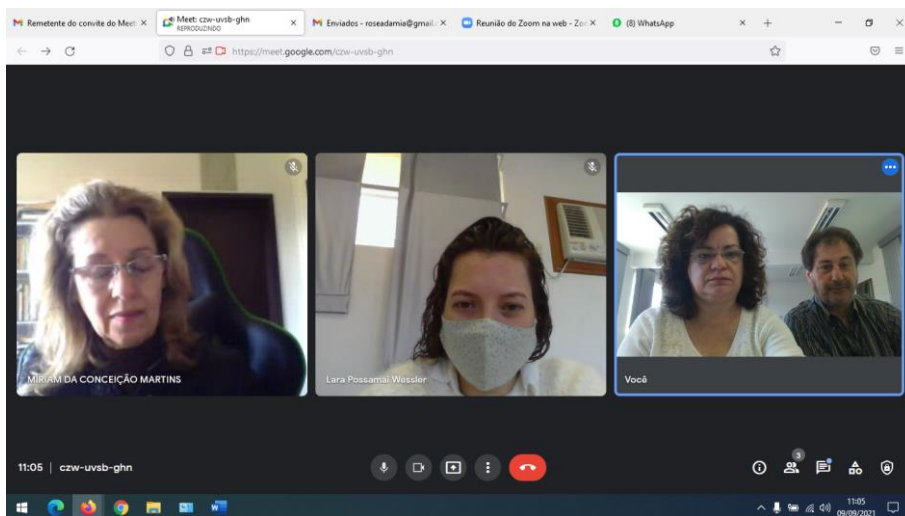 Remetente do convite do Meet
Meet: czw-uvsb-ghn
REPRODUZINDO
Enviados - roseadamia@gmail.
Reunião do Zoom na web - Zo
(8) WhatsApp
https://meet.google.com/czw-uvsb-ghn
MIRIAM DA CONCEIÇÃO MARTINS
Lara Possamai Wessler
Você
11:05 | czw-uvsb-ghn
3
11:05
09/09/2021